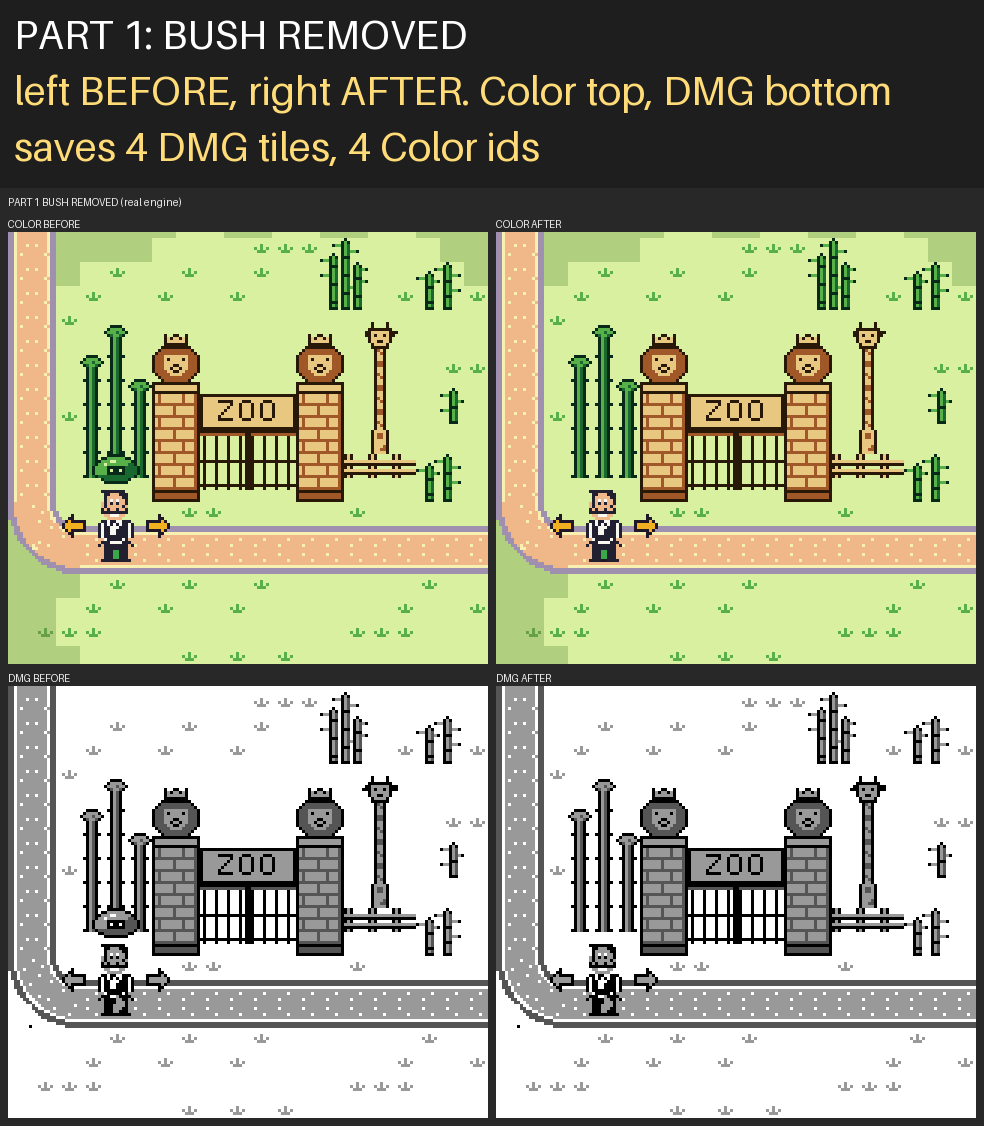 PART 1: BUSH REMOVED
left BEFORE, right AFTER. Color top, DMG bottom
saves 4 DMG tiles, 4 Color ids
PART 1 BUSH REMOVED (real engine)
COLOR BEFORE
COLOR AFTER
ZOO
ZOO
DMG BEFORE
DMG AFTER
ZOO
ZOO